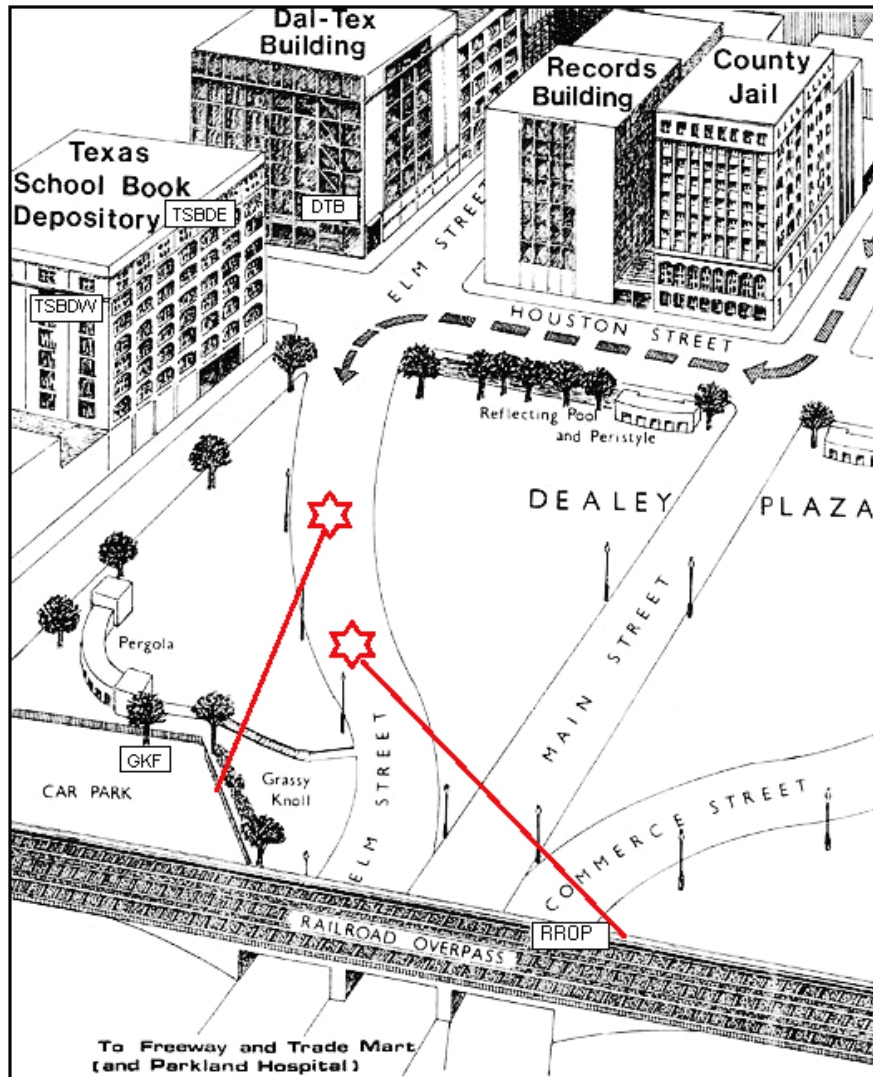 Dal-Tex
Building
Records
Building
County
Jail
Texas
School Book
Depository
TSBDE
DTB
TSBDW
ELM STREET
HOUSTON STREET
Reflecting Pool
and Peristyle
DEALEY PLAZA
Pergola
MAIN STREET
GKF
CAR PARK
Grassy
Knoll
ELM STREET
COMMERCE STREET
RROP
RAILROAD OVERPASS
To Freeway and Trade Mart
(and Parkland Hospital)